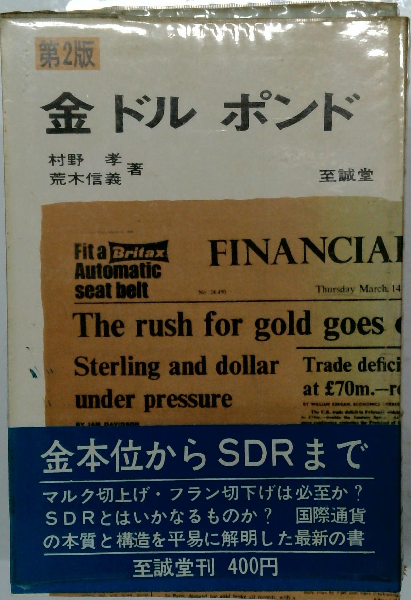 第2版
金 ドル ポンド
村野 孝
荒木信義
著
至誠堂
Fit a Britax
Automatic
seat belt
FINANCIAL
Thursday March, 14
The rush for gold goes
Sterling and dollar
under pressure
Trade defici
at £70m.—r
金本位からSDRまで
マルク切上げ・フラン切下げは必至か?
SDRとはいかなるものか? 国際通貨
の本質と構造を平易に解明した最新の書
至誠堂刊 400円